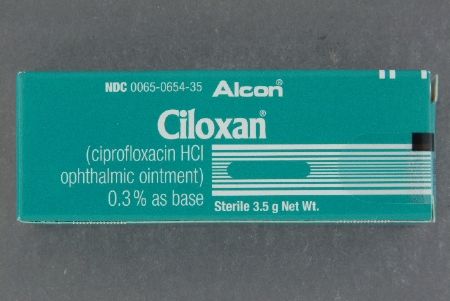 NDC 0065-0654-35 Alcon®
Ciloxan®
(ciprofloxacin HCl
ophthalmic ointment)
0.3% as base
Sterile 3.5 g Net Wt.